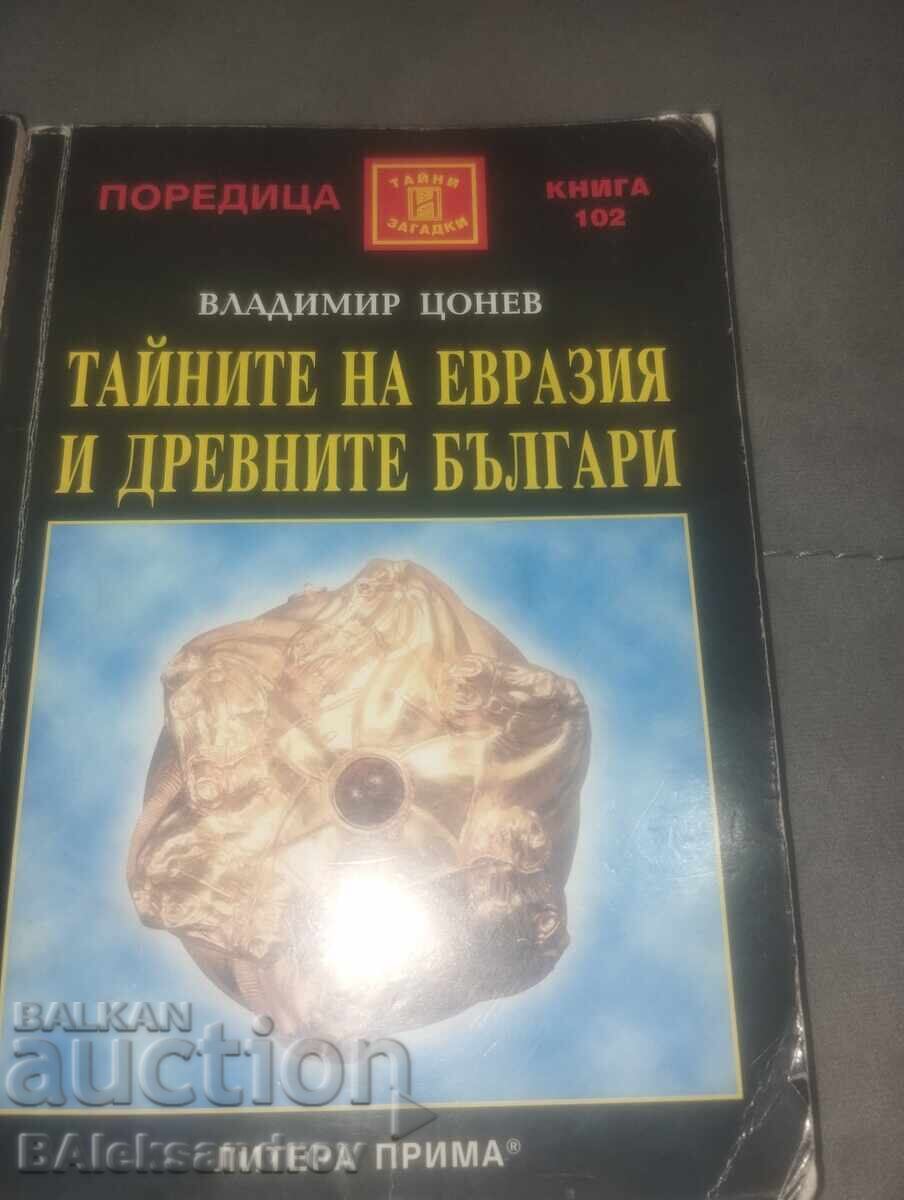 ПОРЕДИЦА
ТАЙНИ
ЗАГАДКИ
КНИГА
102
ВЛАДИМИР ЦОНЕВ
ТАЙНИТЕ НА ЕВРАЗИЯ
И ДРЕВНИТЕ БЪЛГАРИ
BALKAN
auction
BAleksandrov
ЛИТЕРА ПРИМА®